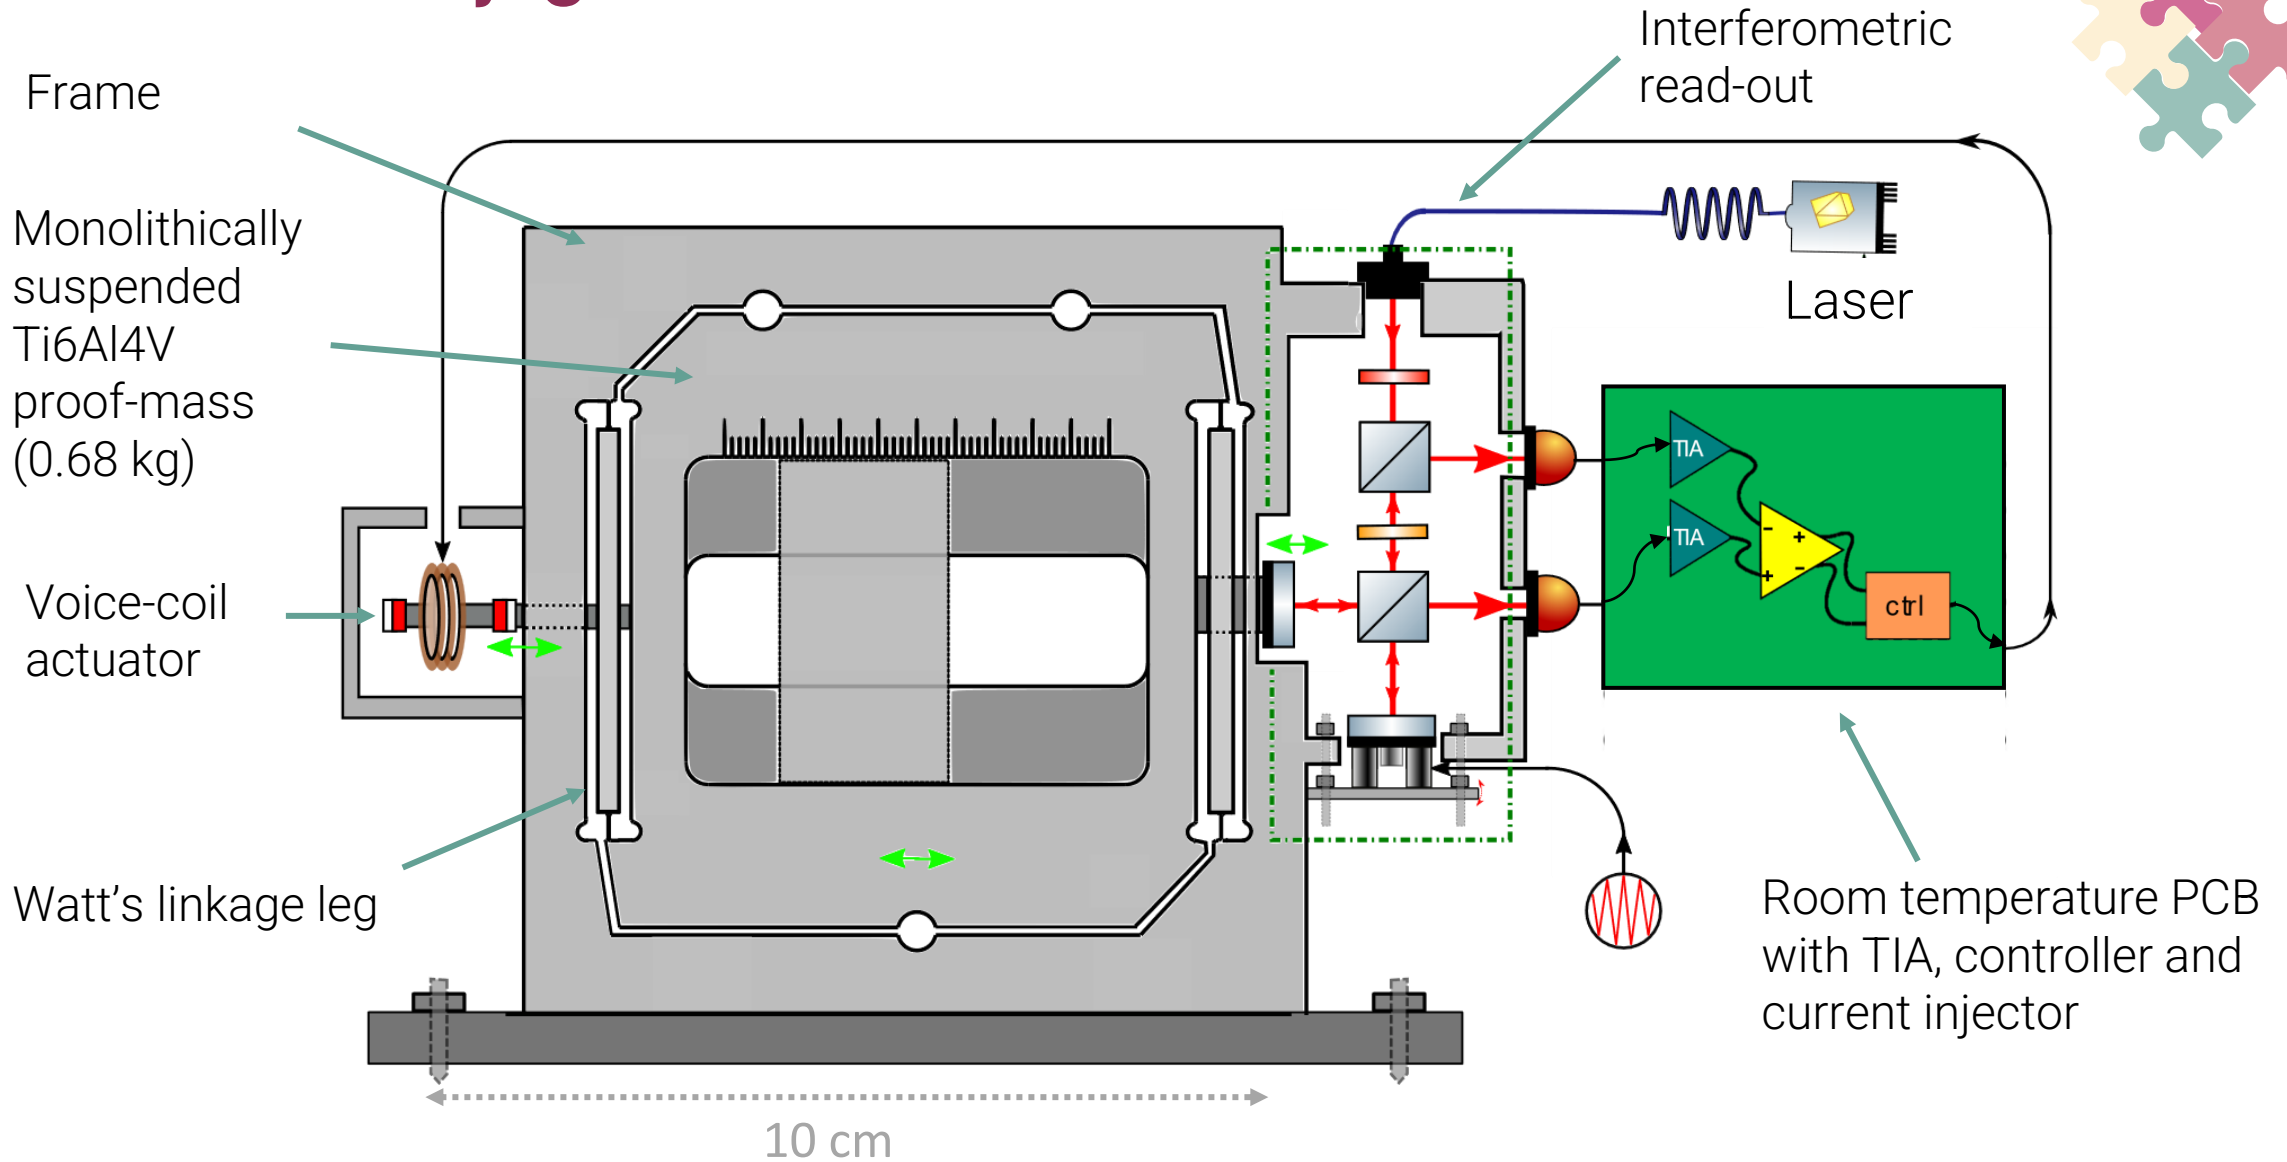 Interferometric
read-out
Frame
Monolithically
suspended
Ti6Al4V
proof-mass
(0.68 kg)
Laser
TIA
TIA
- +
+ -
ctrl
Voice-coil
actuator
Watt’s linkage leg
Room temperature PCB
with TIA, controller and
current injector
10 cm